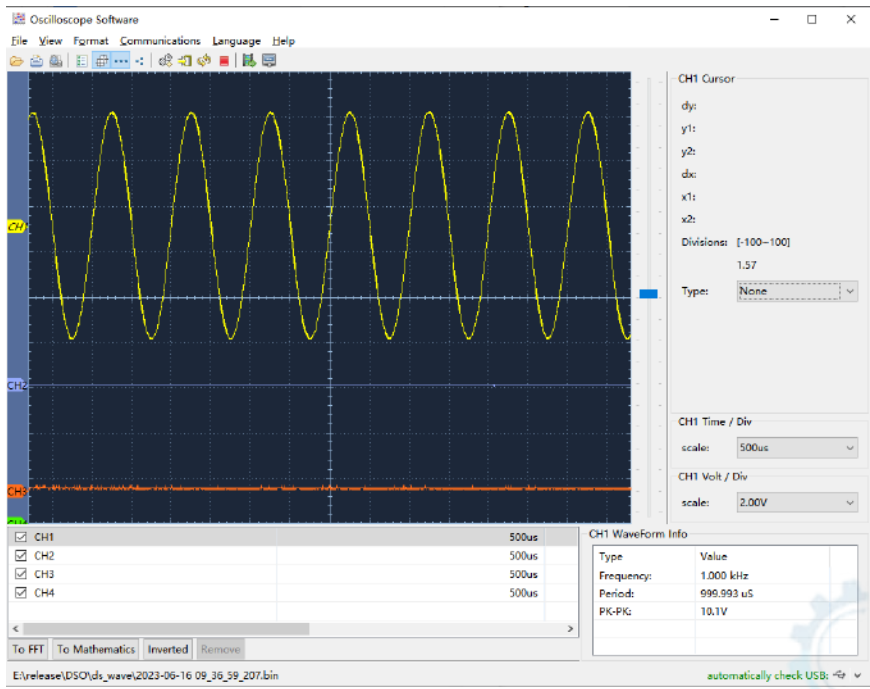 Oscilloscope Software
File View Format Communications Language Help
CH1 Cursor
dy:
y1:
y2:
dx:
x1:
x2:
Divisions: [-100~100]
1.57
Type: None
CH
CH2
CH3
CH1 Time / Div
scale: 500us
CH1 Volt / Div
scale: 2.00V
CH1 500us
CH2 500us
CH3 500us
CH4 500us
CH1 WaveForm Info
Type Value
Frequency: 1.000 kHz
Period: 999.993 uS
PK-PK: 10.1V
To FFT To Mathematics Inverted Remove
E:\release\DSO\ds_wave\2023-06-16 09_36_59_207.bin
automatically check USB: